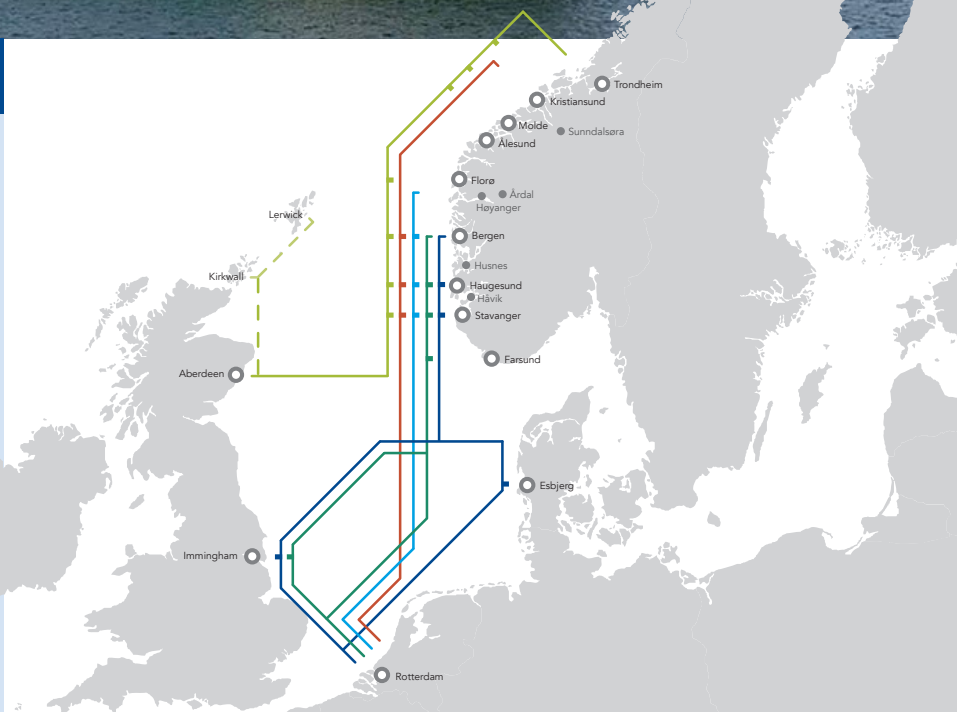 Trondheim
Kristiansund
Molde
Sunndalsøra
Ålesund
Florø
Årdal
Høyanger
Lerwick
Bergen
Husnes
Kirkwall
Haugesund
Håvik
Stavanger
Farsund
Aberdeen
Esbjerg
Immingham
Rotterdam